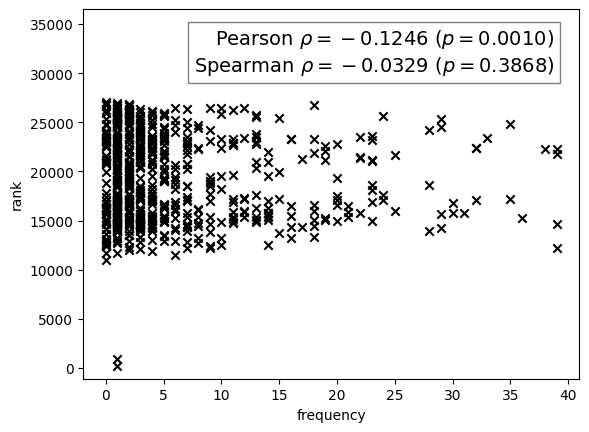 Pearson ρ = −0.1246 (p = 0.0010)
Spearman ρ = −0.0329 (p = 0.3868)
35000
30000
25000
20000
15000
10000
5000
0
rank
0 5 10 15 20 25 30 35 40
frequency